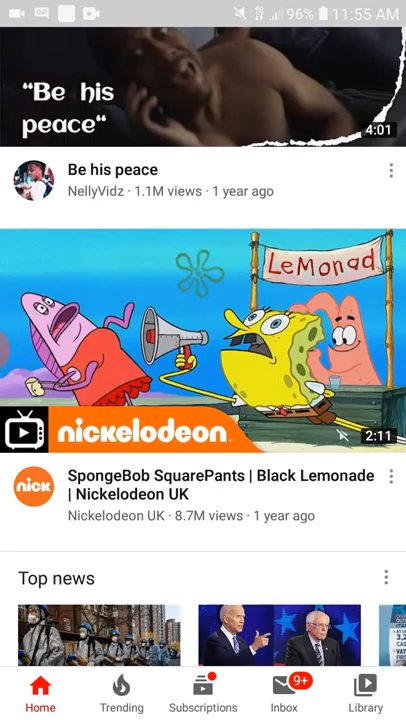 96% 11:55 AM
"Be his
peace"
4:01
Be his peace
NellyVidz · 1.1M views · 1 year ago
LeMonad
nickelodeon
2:11
nick
SpongeBob SquarePants | Black Lemonade
| Nickelodeon UK
Nickelodeon UK · 8.7M views · 1 year ago
Top news
9+
Home Trending Subscriptions Inbox Library